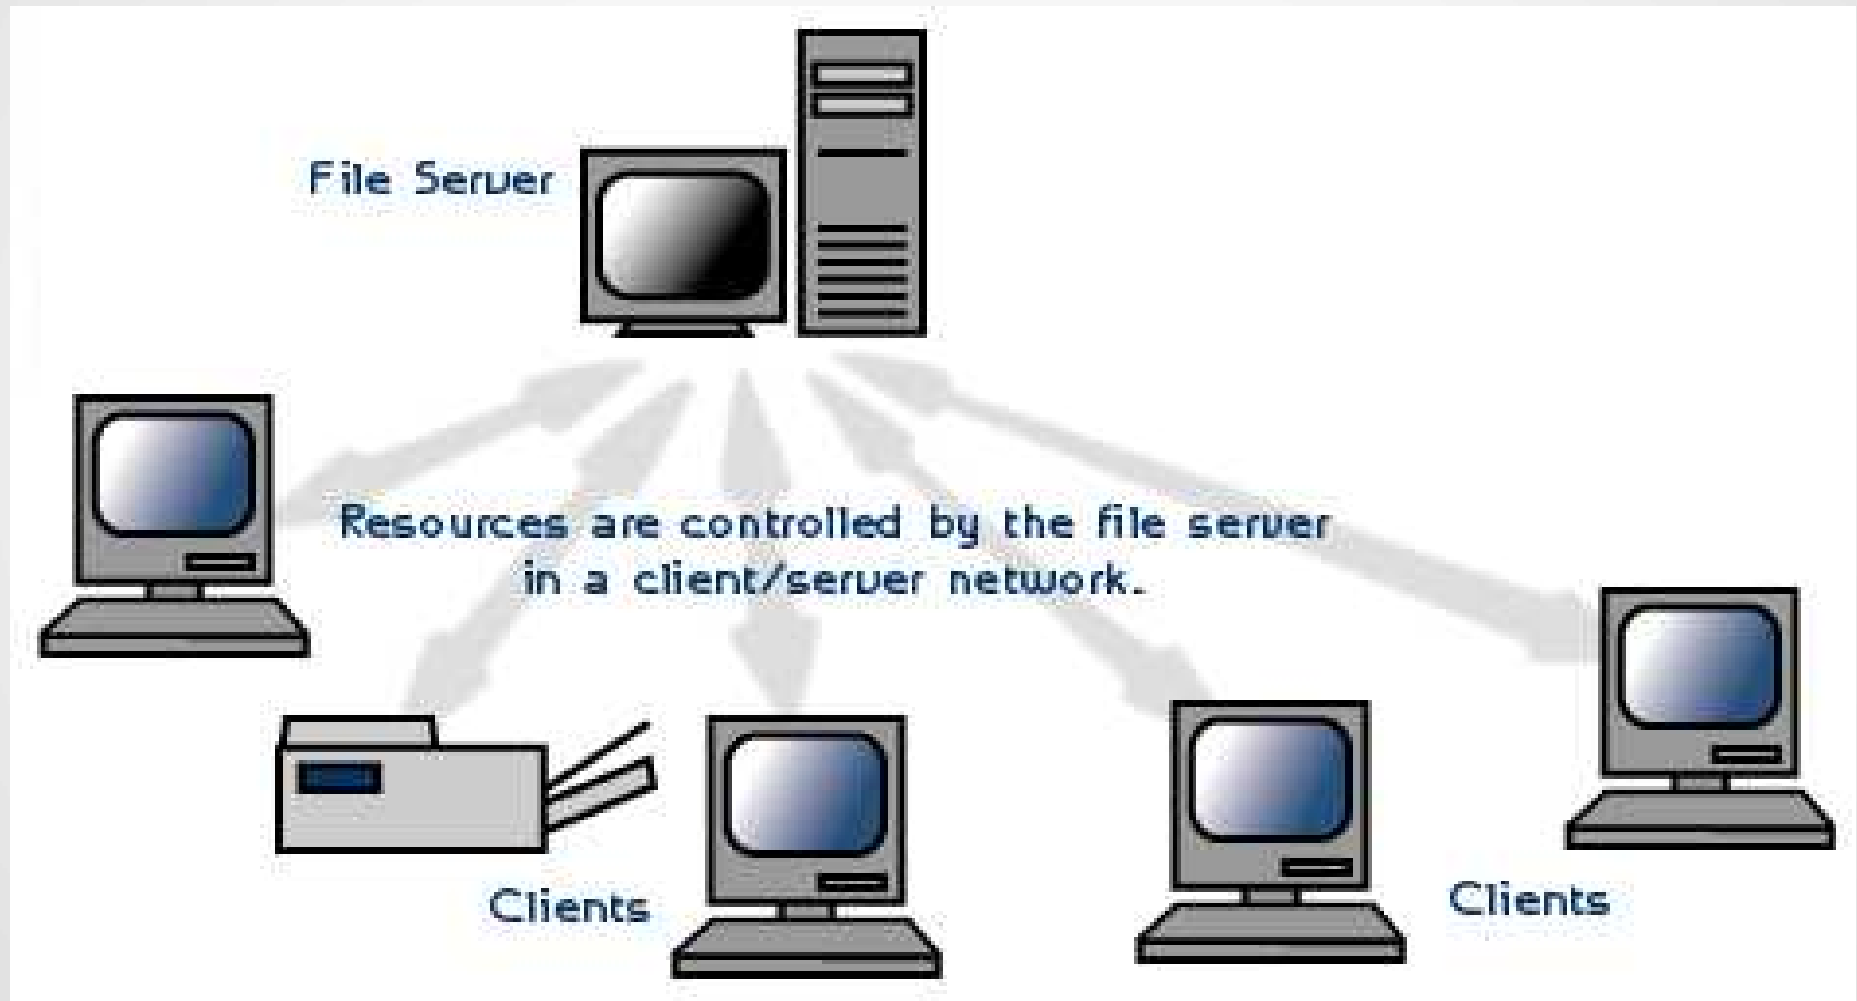 File Server
Resources are controlled by the file server
in a client/server network.
Clients
Clients